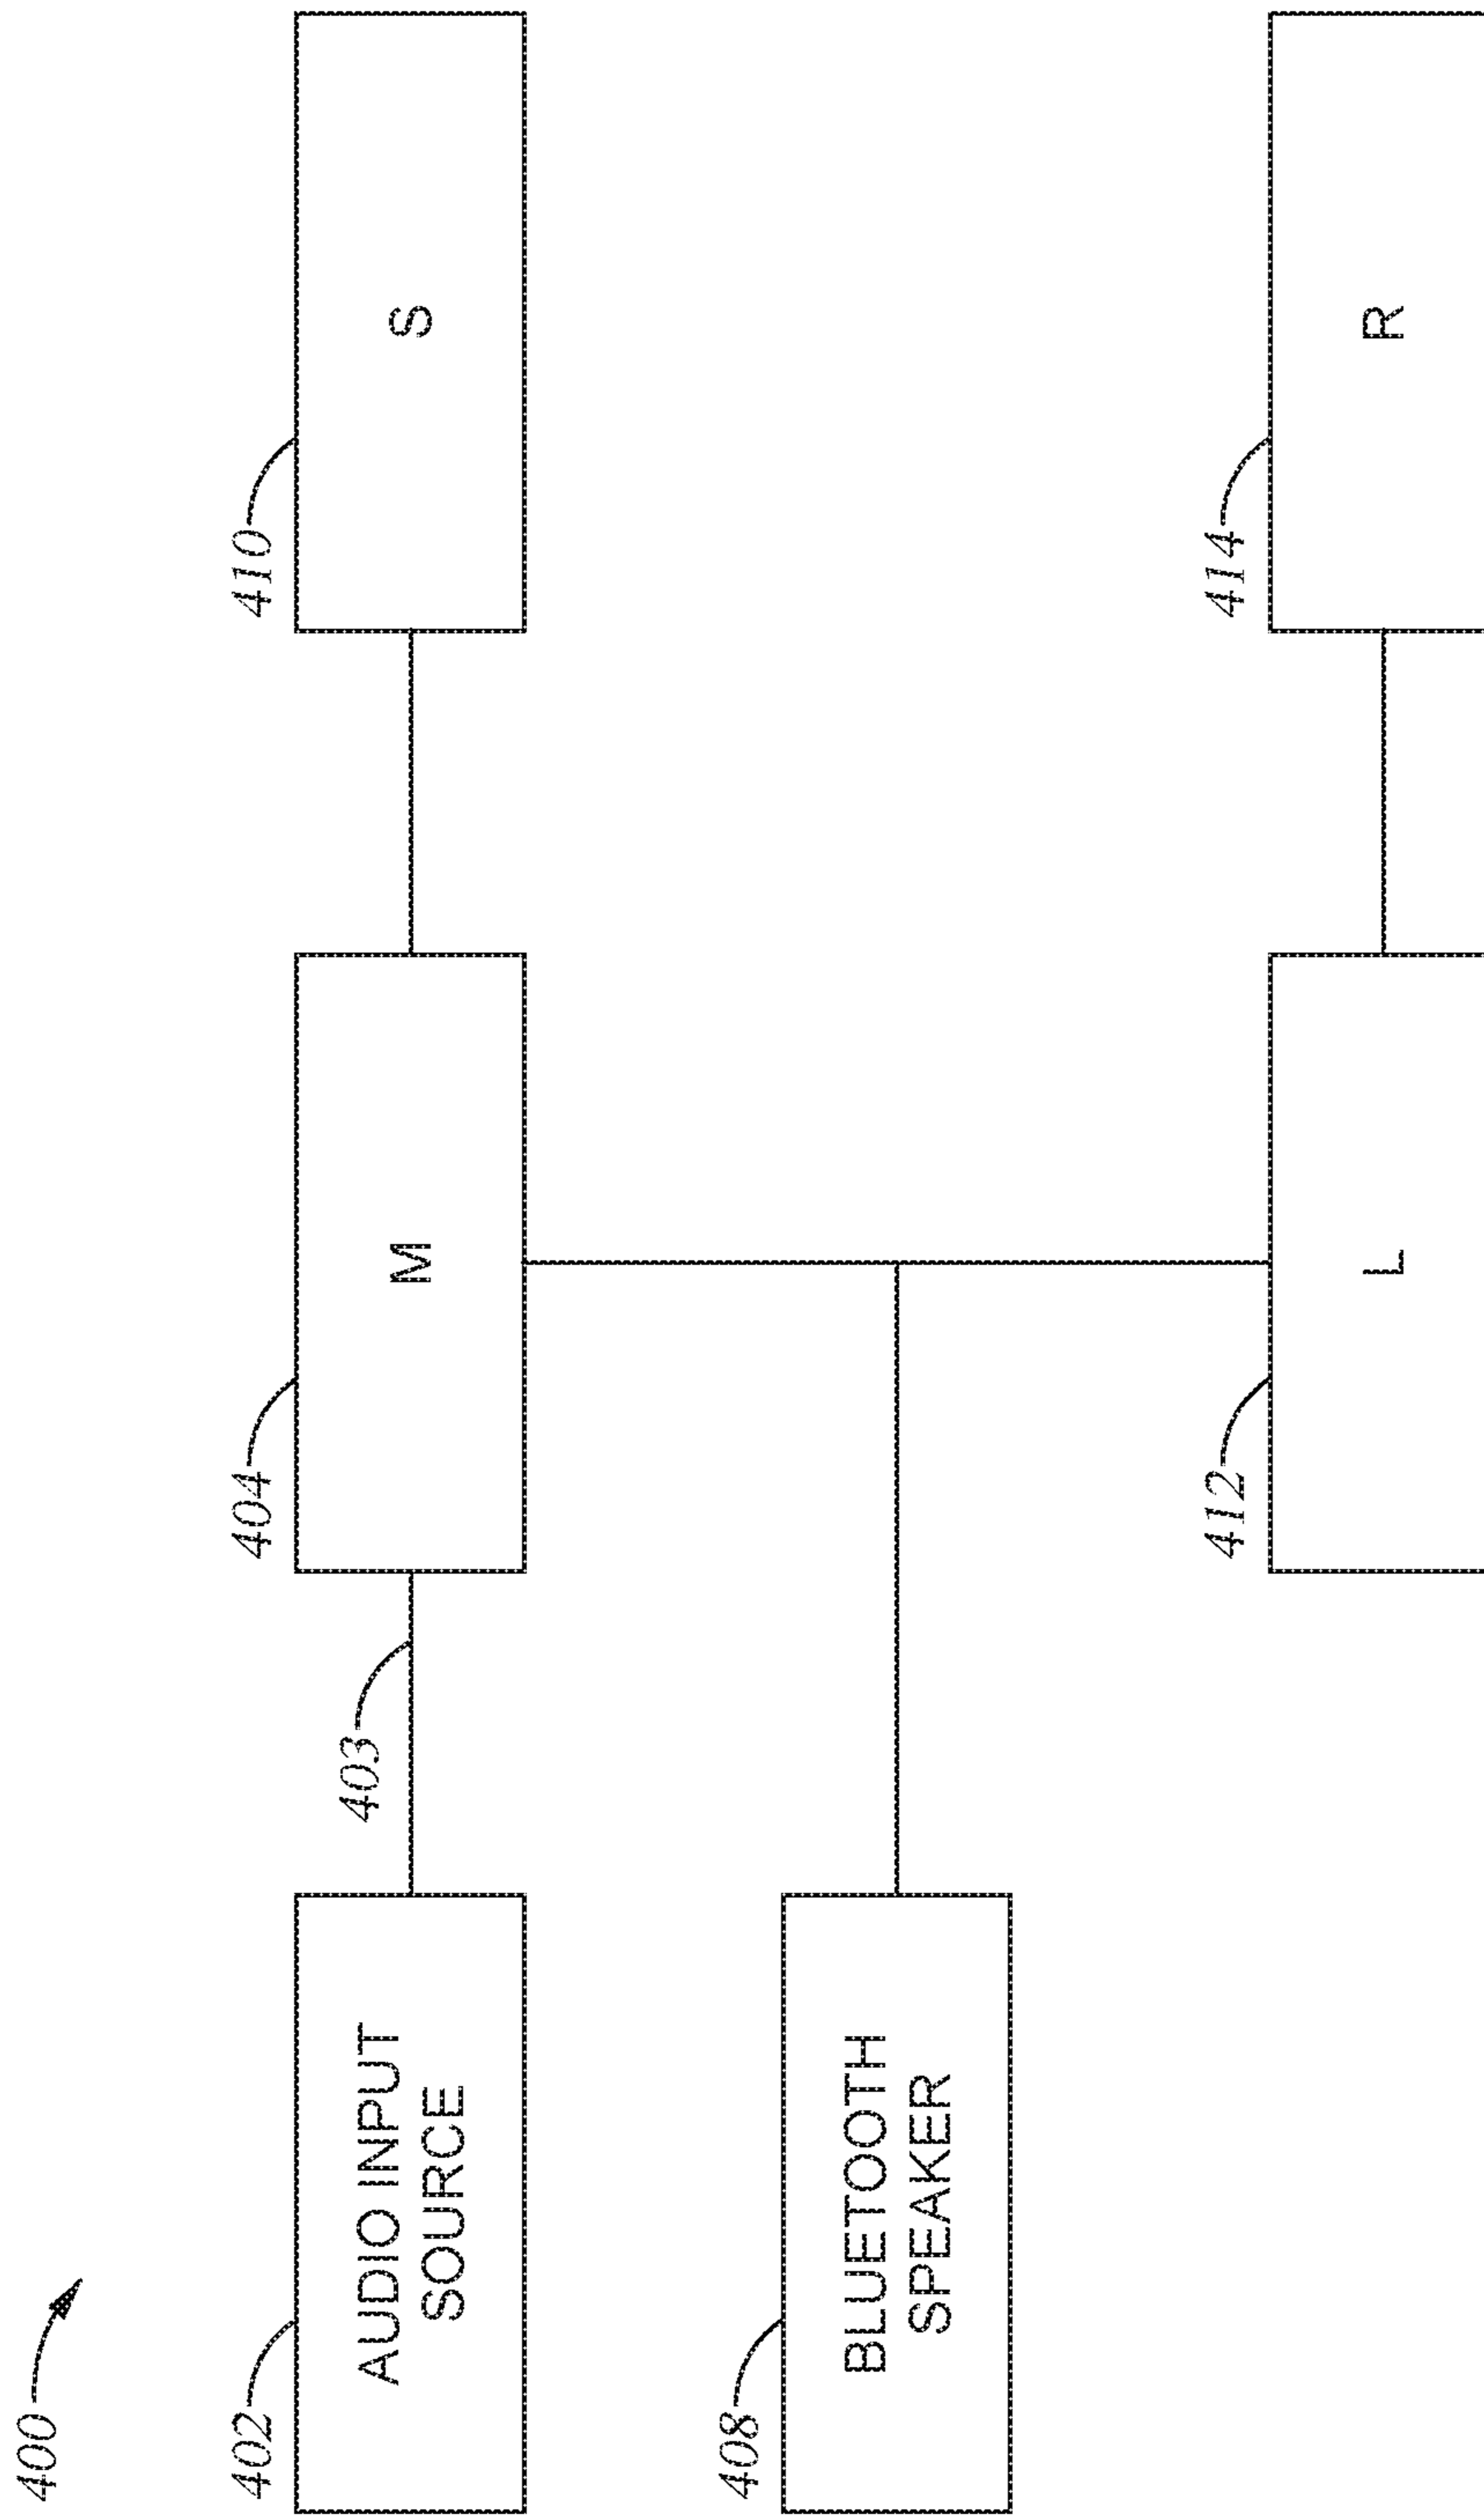 400
402
AUDIO INPUT
SOURCE
403
404
M
410
S
408
BLUETOOTH
SPEAKER
412
L
414
R